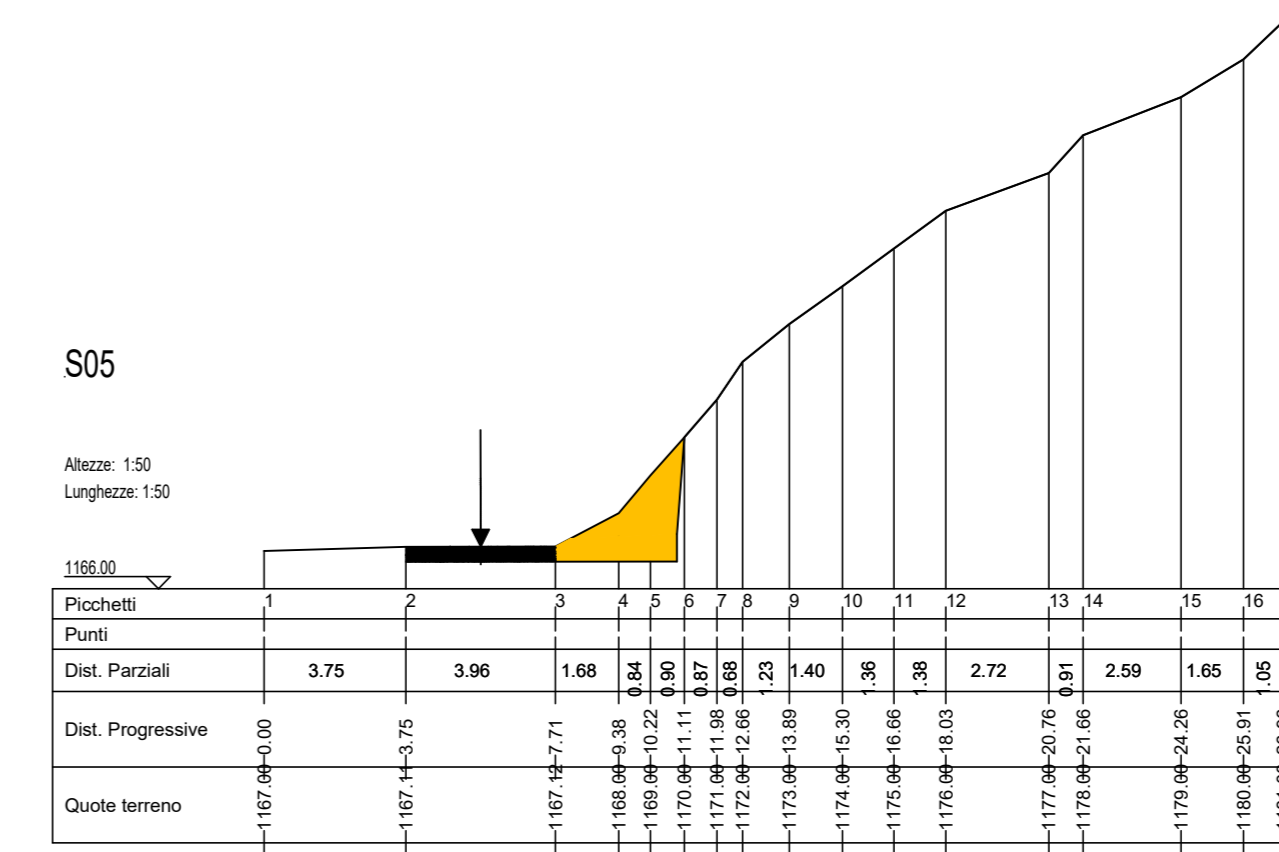 S05
Altezze: 1:50
Lunghezze: 1:50
1166.00
Picchetti 1 2 3 4 5 6 7 8 9 10 11 12 13 14 15 16
Punti
Dist. Parziali 3.75 3.96 1.68 0.84 0.90 0.87 0.68 1.23 1.40 1.36 1.38 2.72 0.91 2.59 1.65 1.05
Dist. Progressive 0.00 3.75 7.71 9.38 10.22 11.11 11.98 12.66 13.89 15.30 16.66 18.03 20.76 21.66 24.26 25.91
Quote terreno 1167.00 1167.11 1167.12 1168.00 1169.00 1170.00 1171.00 1172.00 1173.00 1174.00 1175.00 1176.00 1177.00 1178.00 1179.00 1180.00